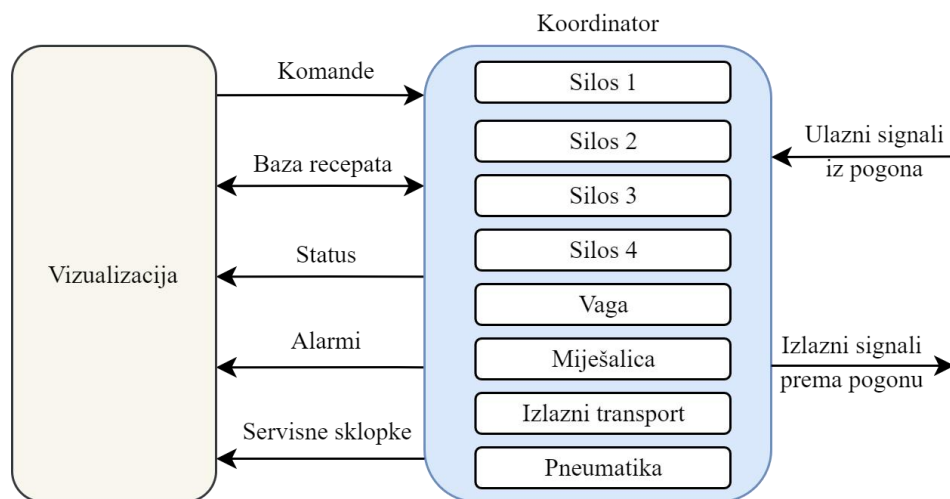 Koordinator
Vizualizacija
Komande
Baza recepata
Status
Alarmi
Servisne sklopke
Silos 1
Silos 2
Silos 3
Silos 4
Vaga
Miješalica
Izlazni transport
Pneumatika
Ulazni signali
iz pogona
Izlazni signali
prema pogonu